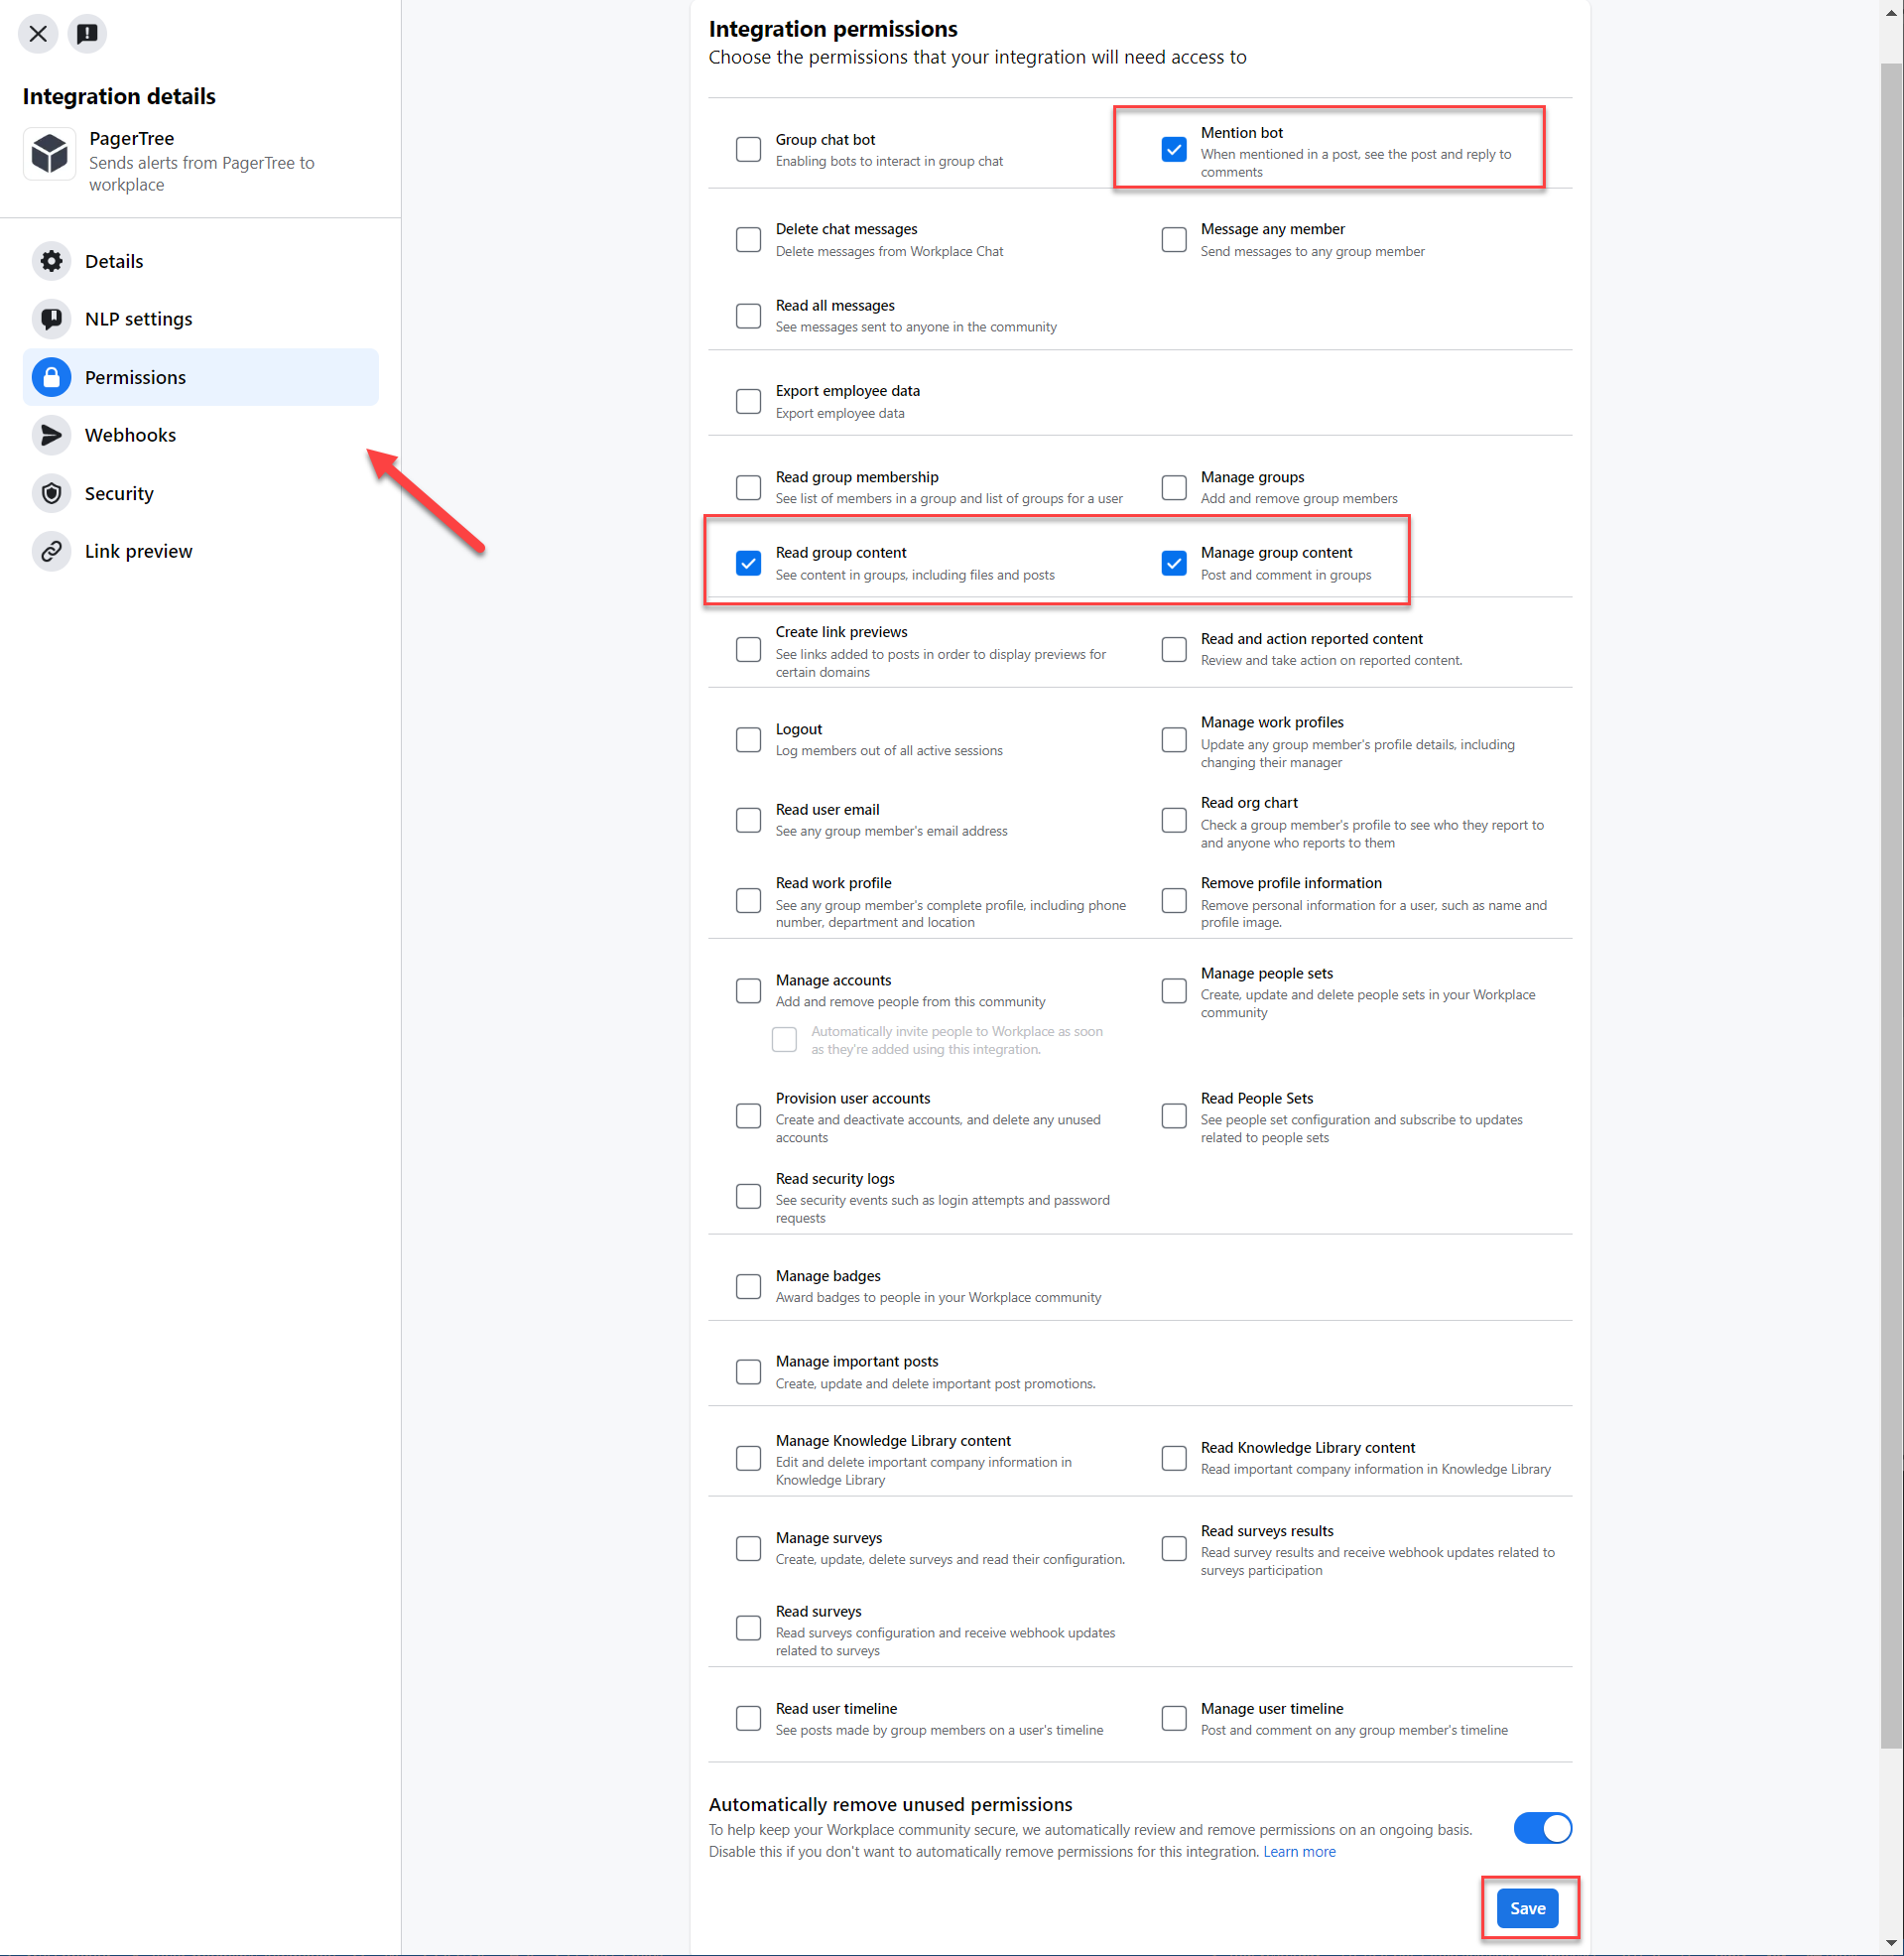 Integration details
PagerTree
Sends alerts from PagerTree to
workplace
Details
NLP settings
Permissions
Webhooks
Security
Link preview
Integration permissions
Choose the permissions that your integration will need access to
Group chat bot
Enabling bots to interact in group chat
Mention bot
When mentioned in a post, see the post and reply to
comments
Delete chat messages
Delete messages from Workplace Chat
Message any member
Send messages to any group member
Read all messages
See messages sent to anyone in the community
Export employee data
Export employee data
Read group membership
See list of members in a group and list of groups for a user
Manage groups
Add and remove group members
Read group content
See content in groups, including files and posts
Manage group content
Post and comment in groups
Create link previews
See links added to posts in order to display previews for
certain domains
Read and action reported content
Review and take action on reported content.
Logout
Log members out of all active sessions
Manage work profiles
Update any group member's profile details, including
changing their manager
Read user email
See any group member's email address
Read org chart
Check a group member's profile to see who they report to
and anyone who reports to them
Read work profile
See any group member's complete profile, including phone
number, department and location
Remove profile information
Remove personal information for a user, such as name and
profile image.
Manage accounts
Add and remove people from this community
Automatically invite people to Workplace as soon
as they're added using this integration.
Manage people sets
Create, update and delete people sets in your Workplace
community
Provision user accounts
Create and deactivate accounts, and delete any unused
accounts
Read People Sets
See people set configuration and subscribe to updates
related to people sets
Read security logs
See security events such as login attempts and password
requests
Manage badges
Award badges to people in your Workplace community
Manage important posts
Create, update and delete important post promotions.
Manage Knowledge Library content
Edit and delete important company information in
Knowledge Library
Read Knowledge Library content
Read important company information in Knowledge Library
Manage surveys
Create, update, delete surveys and read their configuration.
Read surveys results
Read survey results and receive webhook updates related to
surveys participation
Read surveys
Read surveys configuration and receive webhook updates
related to surveys
Read user timeline
See posts made by group members on a user's timeline
Manage user timeline
Post and comment on any group member's timeline
Automatically remove unused permissions
To help keep your Workplace community secure, we automatically review and remove permissions on an ongoing basis.
Disable this if you don't want to automatically remove permissions for this integration. Learn more
Save